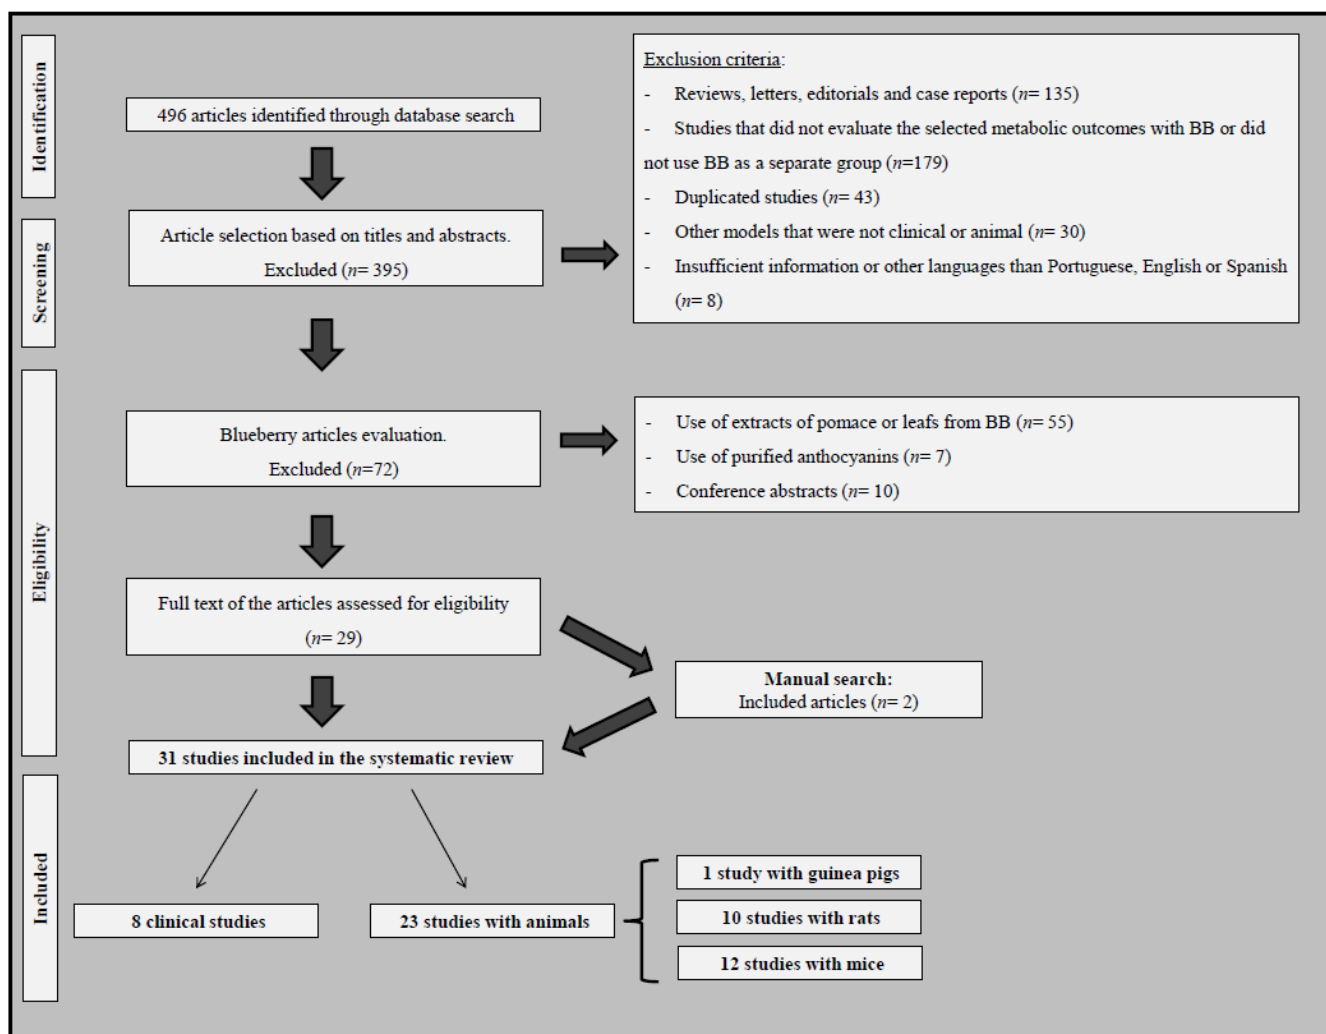 Identification
496 articles identified through database search
Exclusion criteria:
- Reviews, letters, editorials and case reports (n= 135)
- Studies that did not evaluate the selected metabolic outcomes with BB or did
not use BB as a separate group (n=179)
- Duplicated studies (n= 43)
- Other models that were not clinical or animal (n= 30)
- Insufficient information or other languages than Portuguese, English or Spanish
(n= 8)
Screening
Article selection based on titles and abstracts.
Excluded (n= 395)
Eligibility
Blueberry articles evaluation.
Excluded (n=72)
- Use of extracts of pomace or leafs from BB (n= 55)
- Use of purified anthocyanins (n= 7)
- Conference abstracts (n= 10)
Full text of the articles assessed for eligibility
(n= 29)
Manual search:
Included articles (n= 2)
31 studies included in the systematic review
Included
8 clinical studies
23 studies with animals
1 study with guinea pigs
10 studies with rats
12 studies with mice